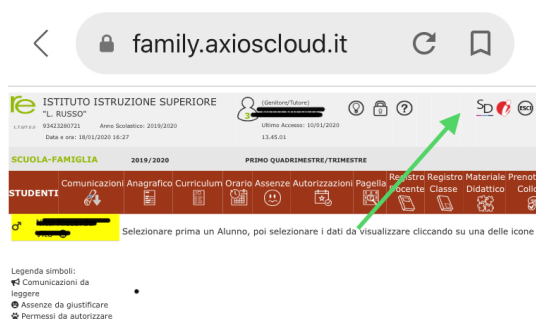 family.axioscloud.it
re ISTITUTO ISTRUZIONE SUPERIORE
"L. RUSSO"
93423280721 Anno Scolastico: 2019/2020
Data e ora: 18/01/2020 16:27
(Genitore/Tutore)
3
Ultimo Accesso: 10/01/2020
13.45.01
?
SD
ESCI
SCUOLA-FAMIGLIA 2019/2020 PRIMO QUADRIMESTRE/TRIMESTRE
STUDENTI
Comunicazioni
Anagrafico
Curriculum
Orario
Assenze
Autorizzazioni
Pagella
Registro Docente
Registro Classe
Materiale Didattico
Prenot
Collo
Selezionare prima un Alunno, poi selezionare i dati da visualizzare cliccando su una delle icone
Legenda simboli:
Comunicazioni da
leggere
Assenze da giustificare
Permessi da autorizzare